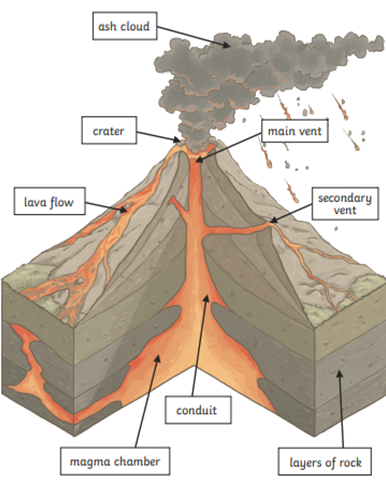 ash cloud
crater
main vent
lava flow
secondary
vent
conduit
magma chamber
layers of rock